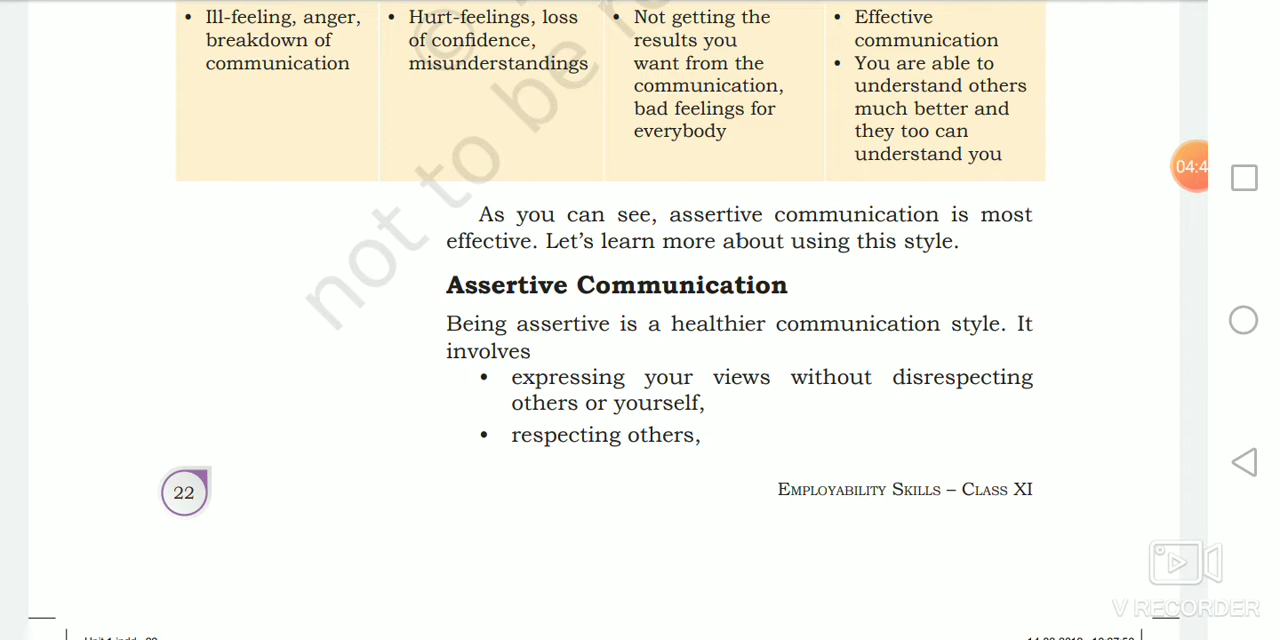 • Ill-feeling, anger,
breakdown of
communication
• Hurt-feelings, loss
of confidence,
misunderstandings
• Not getting the
results you
want from the
communication,
bad feelings for
everybody
• Effective
communication
• You are able to
understand others
much better and
they too can
understand you
©
not to be re
04:4
As you can see, assertive communication is most
effective. Let’s learn more about using this style.
Assertive Communication
Being assertive is a healthier communication style. It
involves
• expressing your views without disrespecting
others or yourself,
• respecting others,
22
Employability Skills – Class XI
V RECORDER